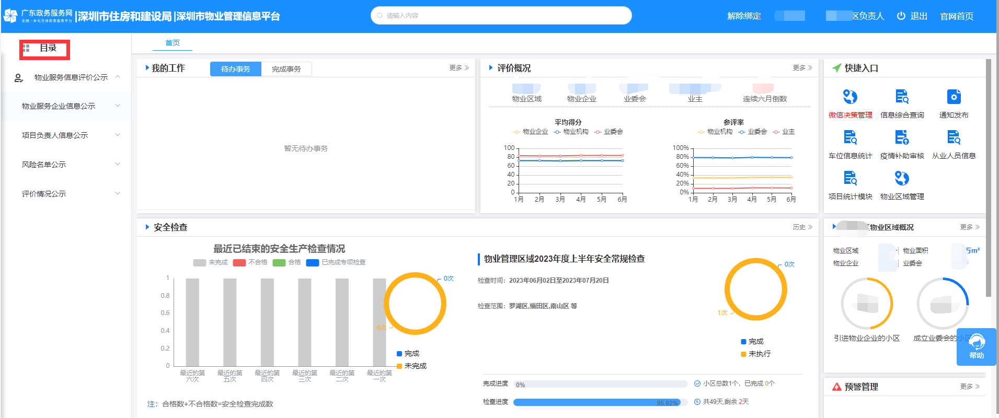 广东政务服务网
全国一体化在线政务服务平台
|深圳市住房和建设局|深圳市物业管理信息平台
请输入内容
解除绑定
区负责人
退出
官网首页
目录
物业服务信息评价公示
物业服务企业信息公示
项目负责人信息公示
风险名单公示
评价情况公示
首页
我的工作
待办事务
完成事务
更多
暂无待办事务
评价概况
更多
物业区域
物业企业
业委会
业主
连续六月倒数
平均得分
物业企业 物业机构 业委会
100
80
60
40
20
0
1月 2月 3月 4月 5月 6月
参评率
物业机构 业委会 业主
100%
80%
60%
40%
20%
0%
1月 2月 3月 4月 5月 6月
快捷入口
微信决策管理 信息综合查询 通知发布
车位信息统计 疫情补助审核 从业人员信息
项目统计模块 物业区域管理
安全检查
历史
最近已结束的安全生产检查情况
未完成 不合格 合格 已完成专项检查
1
0.8
0.6
0.4
0.2
0
最近的第六次
最近的第五次
最近的第四次
最近的第三次
最近的第二次
最近的第一次
0次
6次
完成
未完成
注：合格数+不合格数=安全检查完成数
物业管理区域2023年度上半年安全常规检查
检查时间：2023年06月02日至2023年07月20日
检查范围：罗湖区,福田区,南山区 等
0次
1次
完成
未执行
完成进度 0% 小区总数1个，已完成 0个
检查进度 95.92% 共49天,剩余 2天
物业区域概况
更多
物业区域
物业面积
万m²
物业企业
业委会
引进物业企业的小区
成立业委会的小区
帮助
预警管理
更多